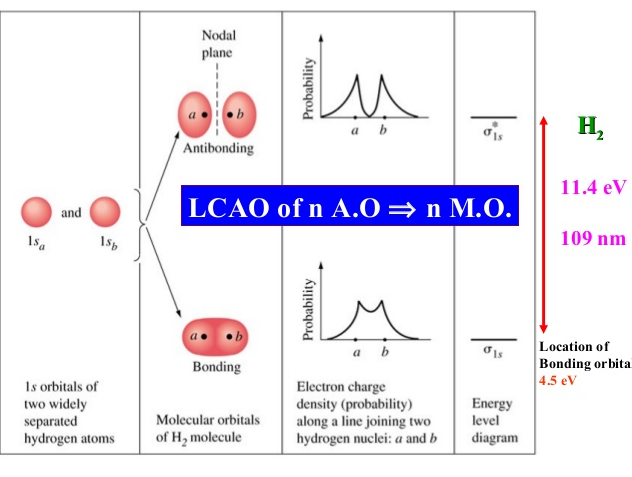 Nodal
plane
a
b
Antibonding
Probability
a b
σ*1s
H2
11.4 eV
109 nm
LCAO of n A.O ⇒ n M.O.
and
1sa
1sb
a
b
Bonding
Probability
a b
σ1s
Location of
Bonding orbita
4.5 eV
1s orbitals of
two widely
separated
hydrogen atoms
Molecular orbitals
of H2 molecule
Electron charge
density (probability)
along a line joining two
hydrogen nuclei: a and b
Energy
level
diagram